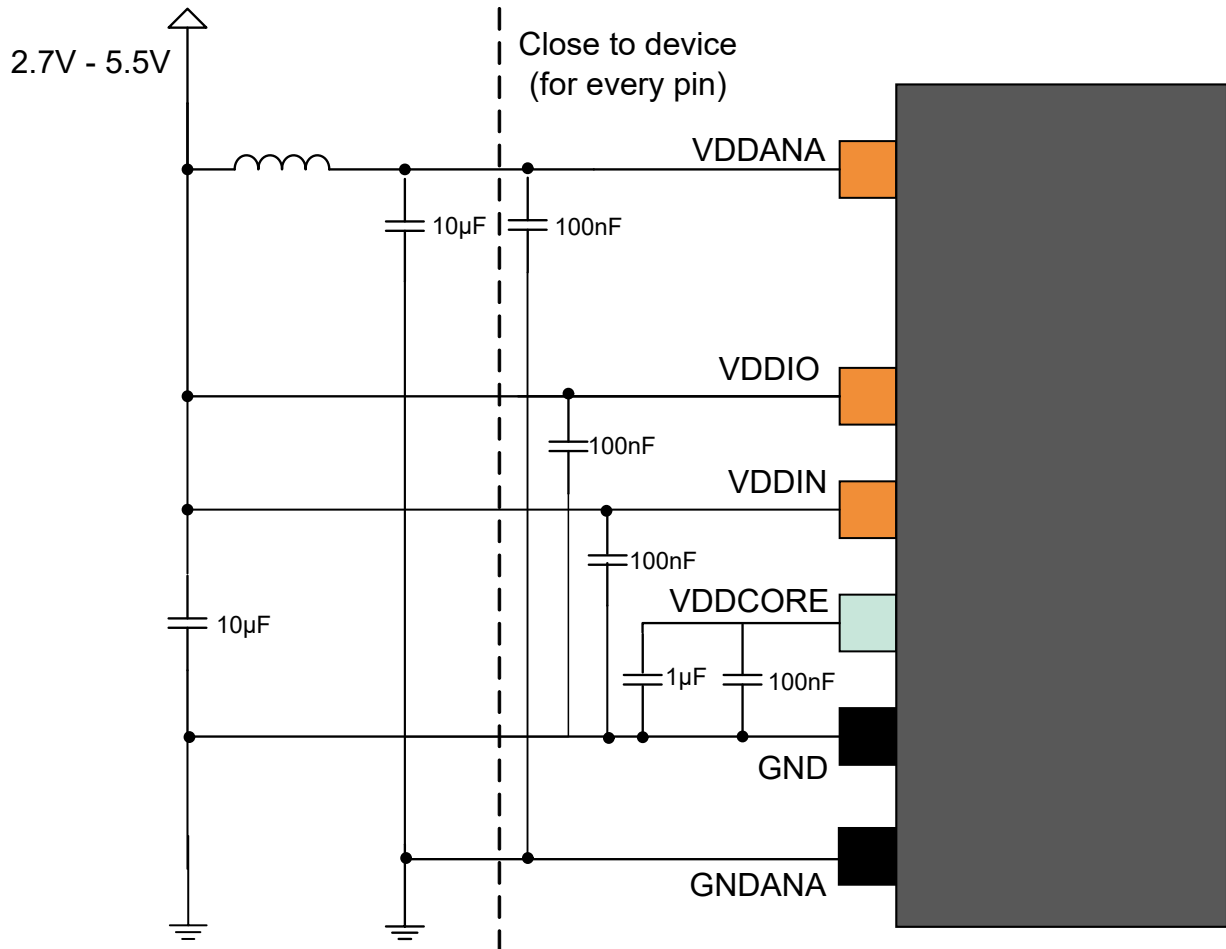 2.7V - 5.5V
Close to device
(for every pin)
VDDANA
10µF
100nF
VDDIO
100nF
VDDIN
100nF
VDDCORE
10µF
1µF
100nF
GND
GNDANA